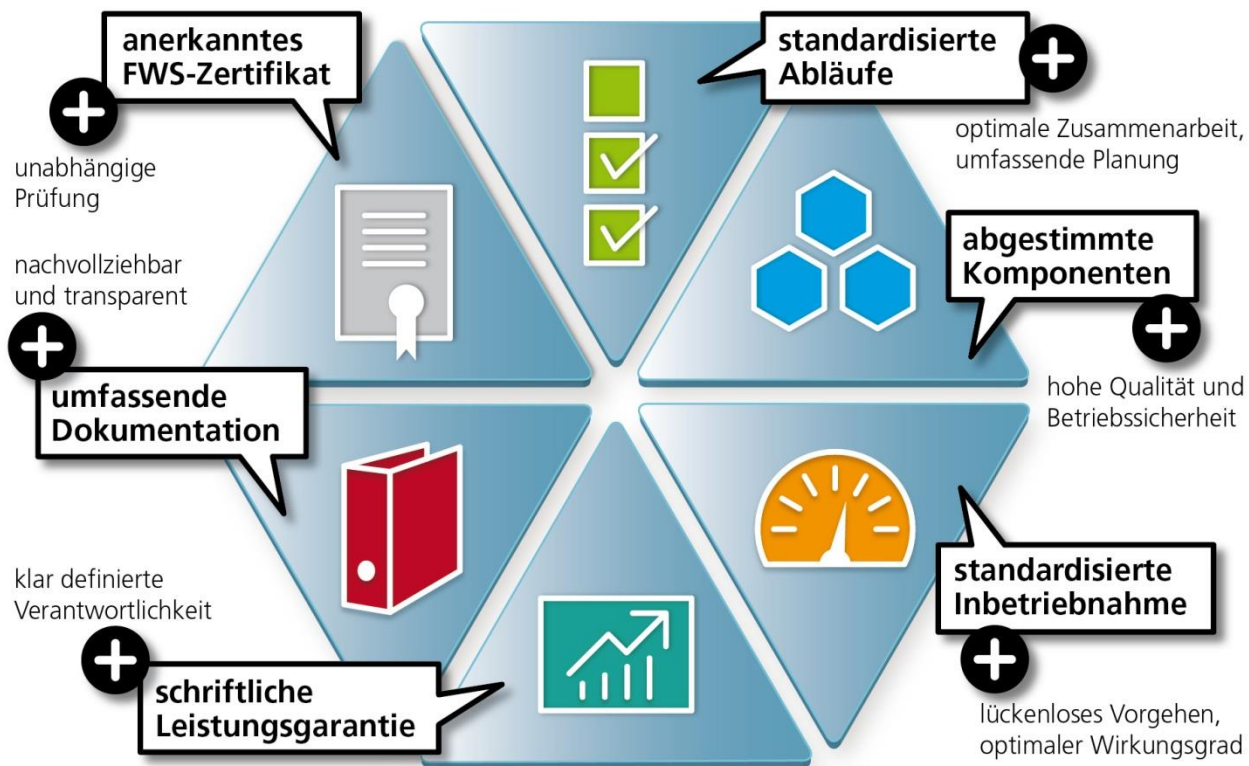 anerkanntes
FWS-Zertifikat
unabhängige
Prüfung
standardisierte
Abläufe
optimale Zusammenarbeit,
umfassende Planung
abgestimmte
Komponenten
hohe Qualität und
Betriebssicherheit
standardisierte
Inbetriebnahme
lückenloses Vorgehen,
optimaler Wirkungsgrad
klar definierte
Verantwortlichkeit
schriftliche
Leistungsgarantie
nachvollziehbar
und transparent
umfassende
Dokumentation